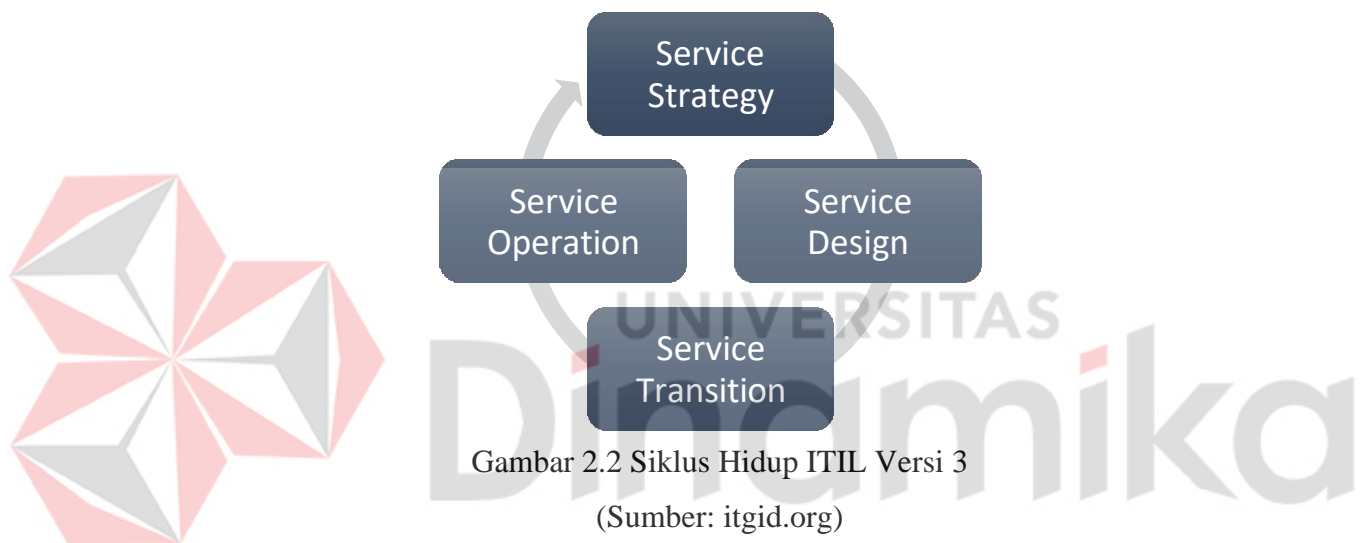 Service
Strategy
Service
Operation
Service
Design
Service
Transition
UNIVERSITAS
Dinamika
Gambar 2.2 Siklus Hidup ITIL Versi 3
(Sumber: itgid.org)